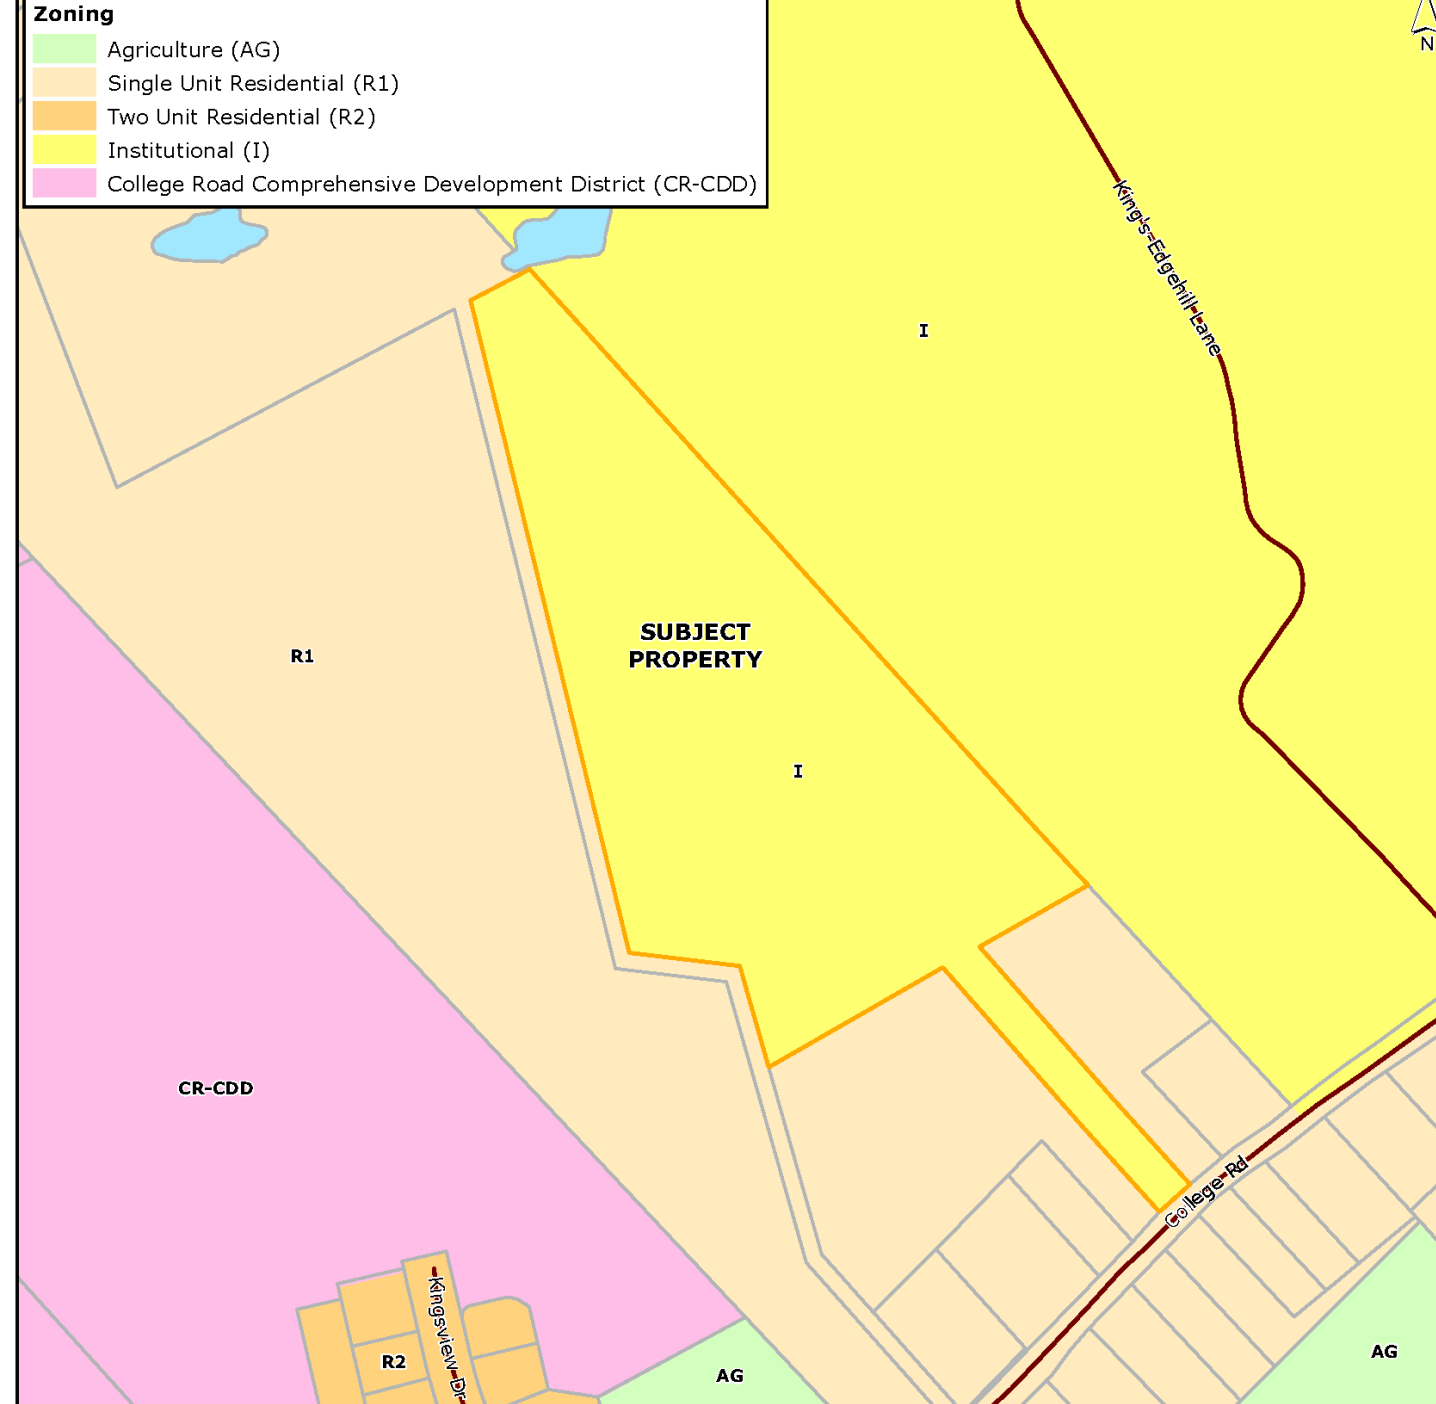 Zoning
Agriculture (AG)
Single Unit Residential (R1)
Two Unit Residential (R2)
Institutional (I)
College Road Comprehensive Development District (CR-CDD)
N
King's-Edgehill Lane
I
SUBJECT
PROPERTY
R1
I
CR-CDD
College Rd
Kingsview Dr
R2
AG
AG